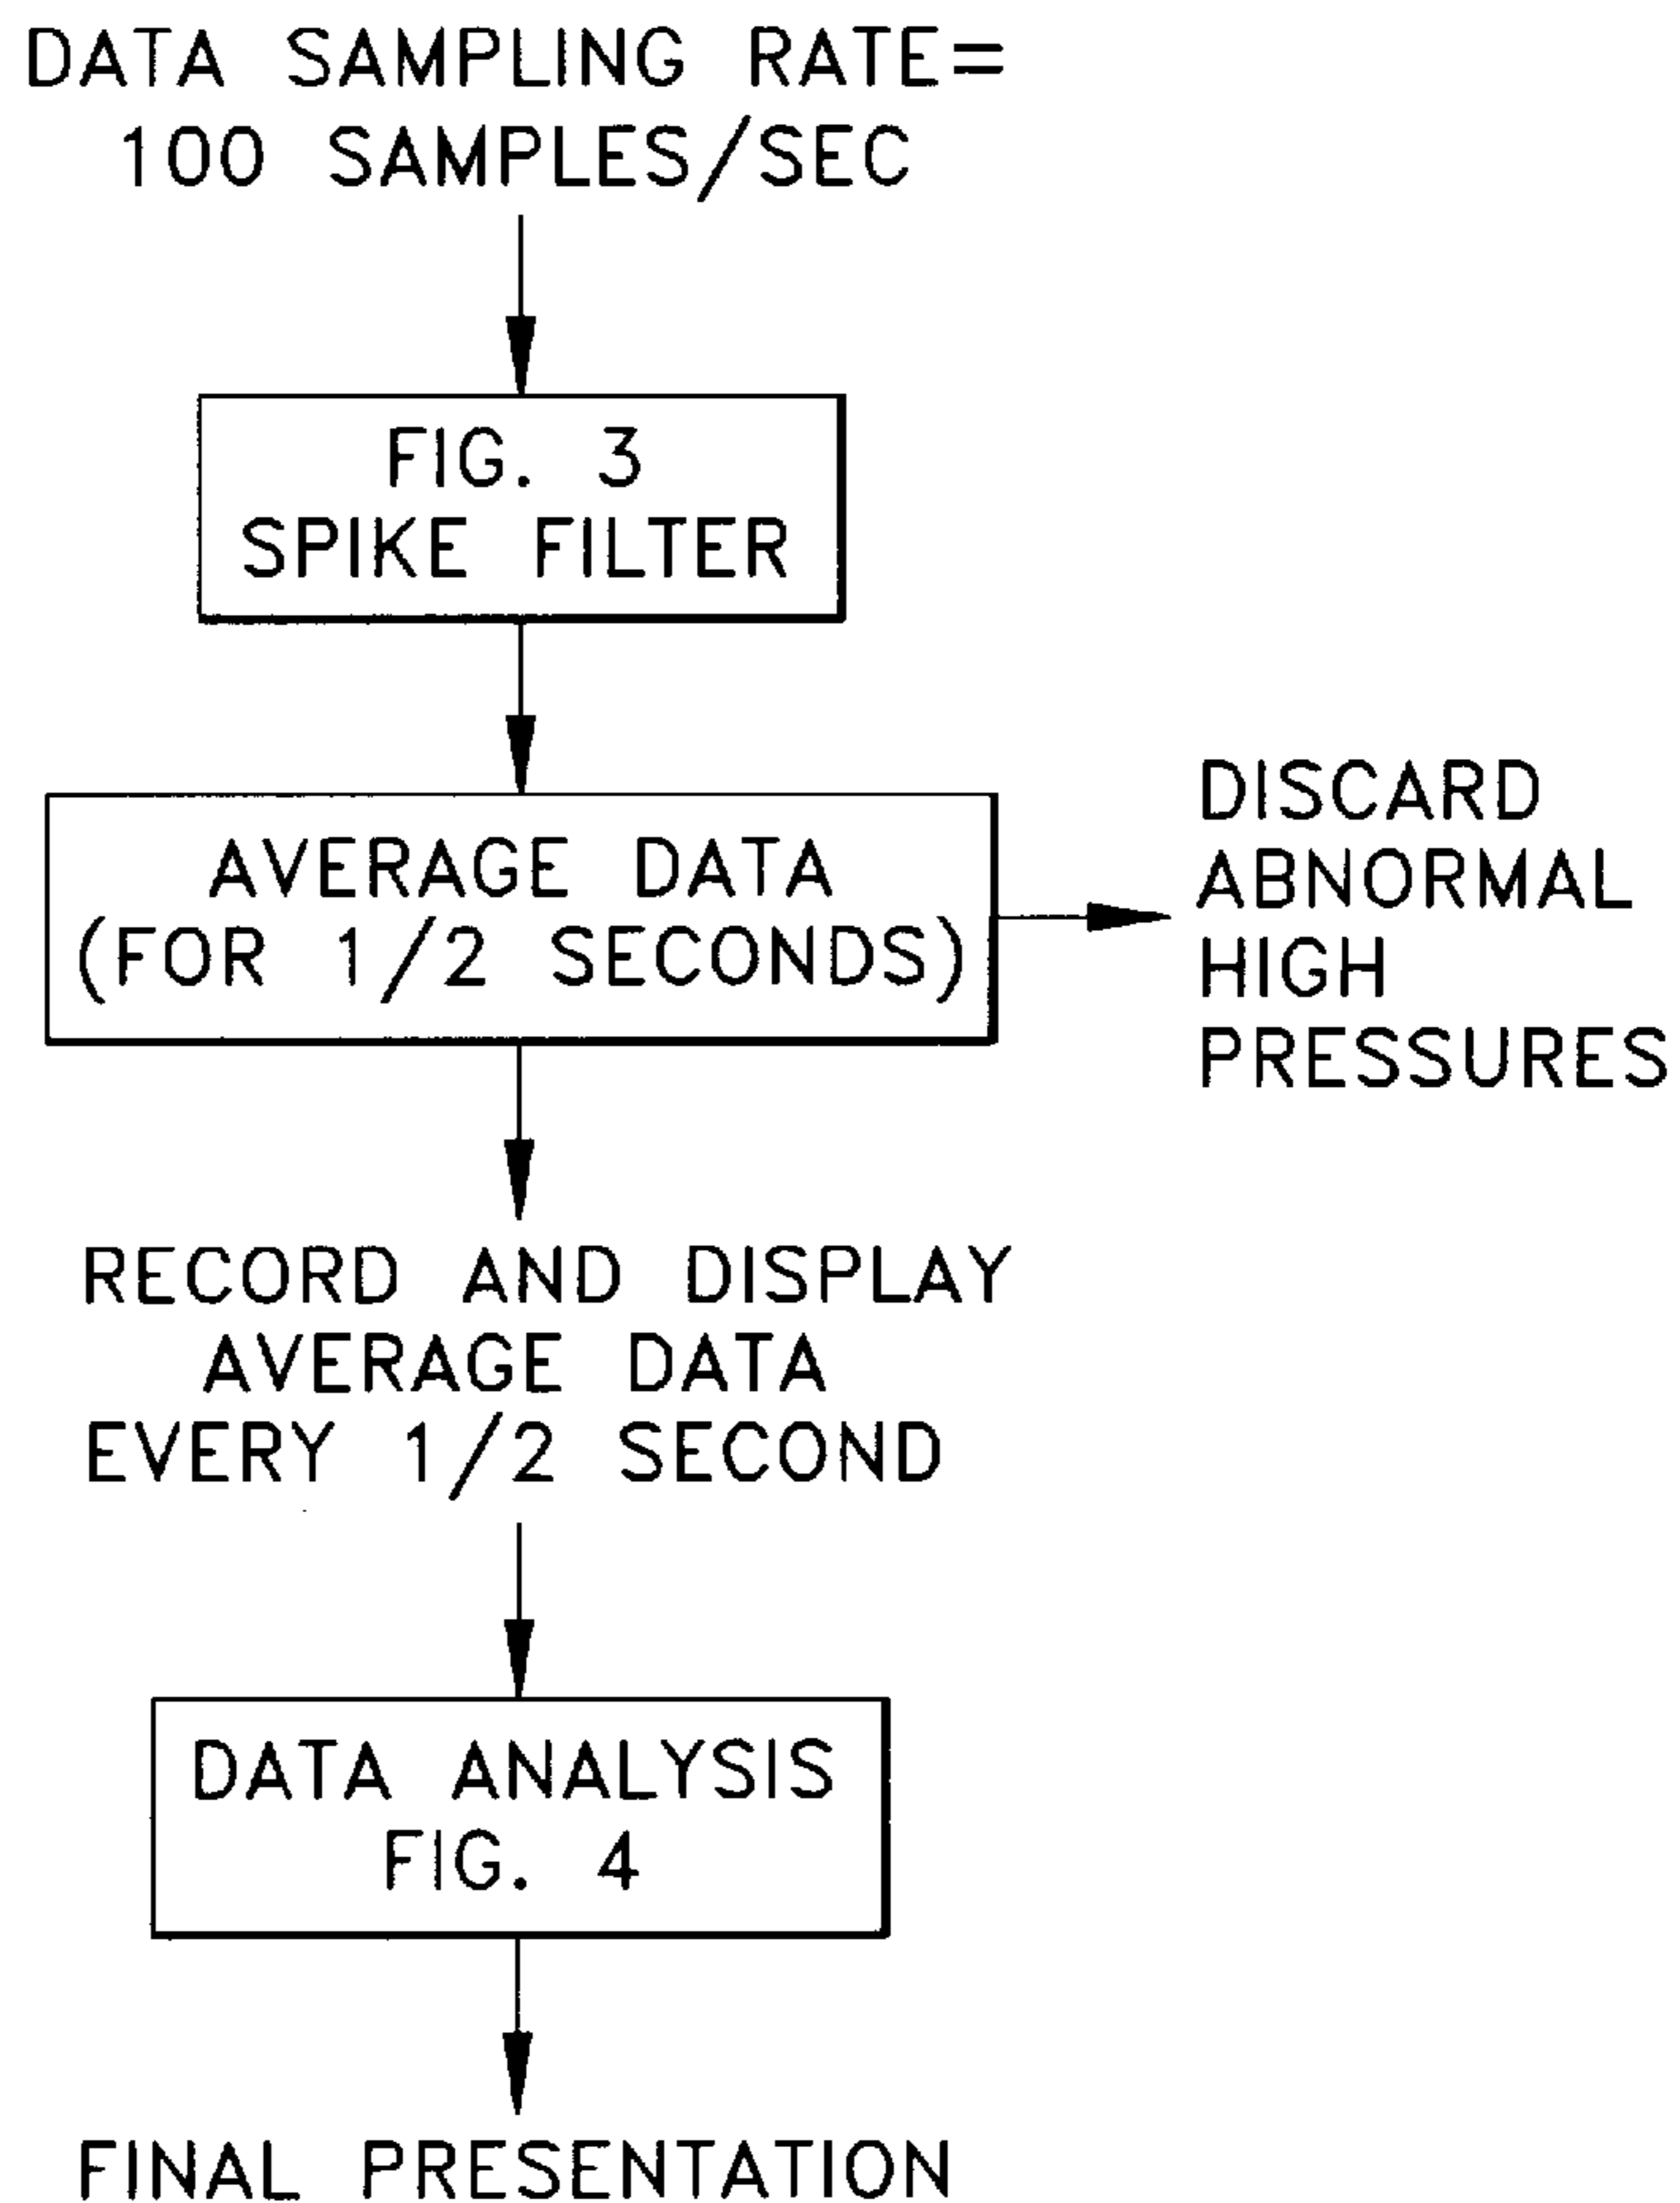 DATA SAMPLING RATE=
100 SAMPLES/SEC
FIG. 3
SPIKE FILTER
AVERAGE DATA
(FOR 1/2 SECONDS)
DISCARD
ABNORMAL
HIGH
PRESSURES
RECORD AND DISPLAY
AVERAGE DATA
EVERY 1/2 SECOND
DATA ANALYSIS
FIG. 4
FINAL PRESENTATION